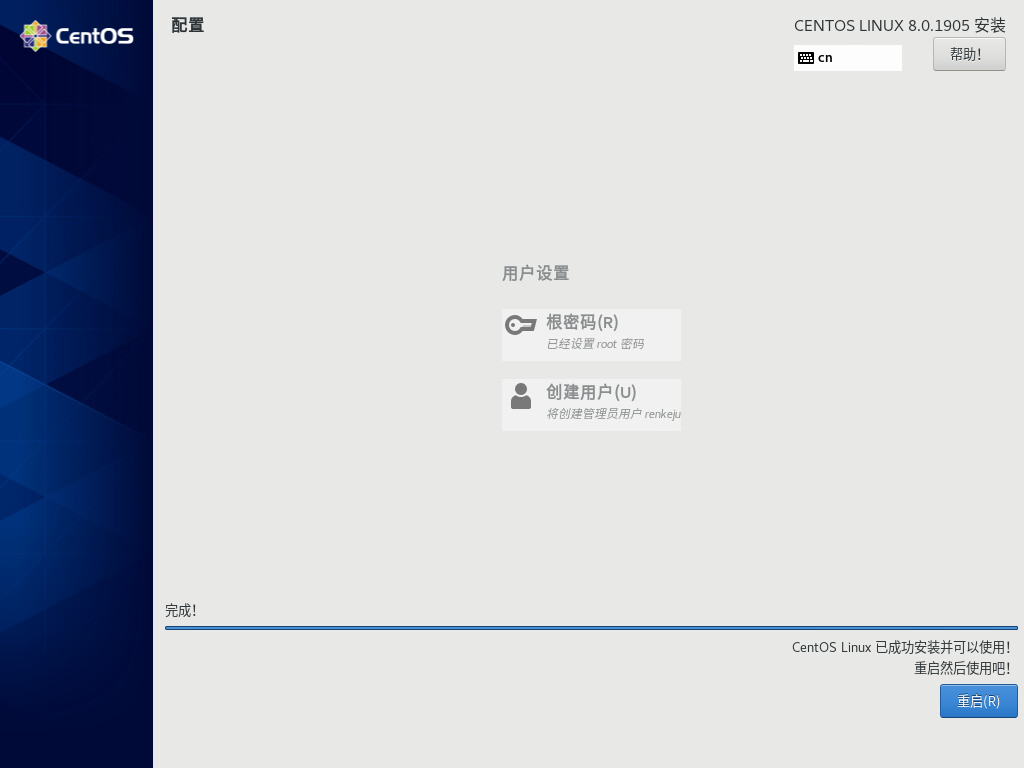 CentOS
配置
CENTOS LINUX 8.0.1905 安装
cn
帮助！
用户设置
根密码(R)
已经设置 root 密码
创建用户(U)
将创建管理员用户 renkeju
完成！
CentOS Linux 已成功安装并可以使用！
重启然后使用吧！
重启(R)